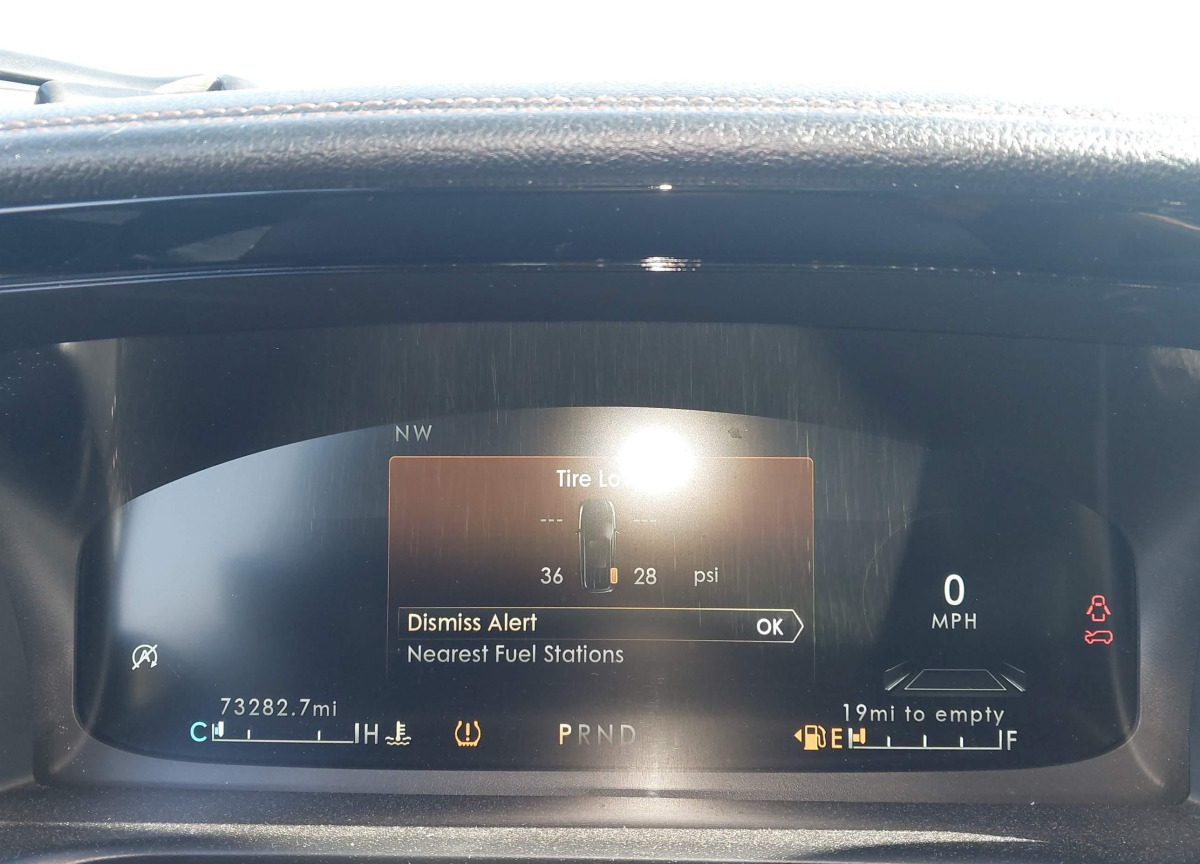 NW
Tire
--- ---
36 28 psi
Dismiss Alert OK
Nearest Fuel Stations
0
MPH
A
73282.7mi
19mi to empty
C H
PRND
E F